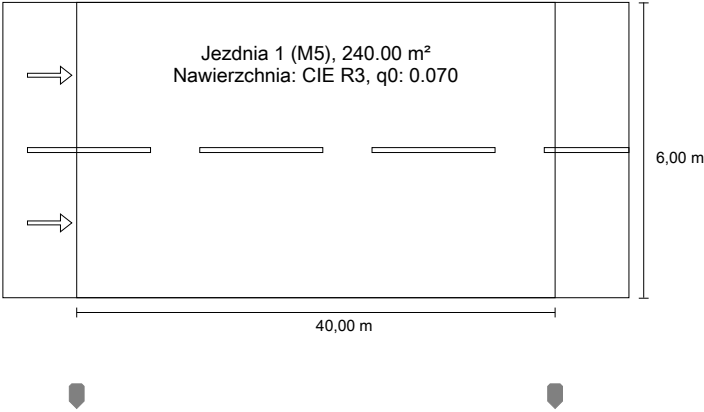 Jezdnia 1 (M5), 240.00 m²
Nawierzchnia: CIE R3, q0: 0.070
6,00 m
40,00 m